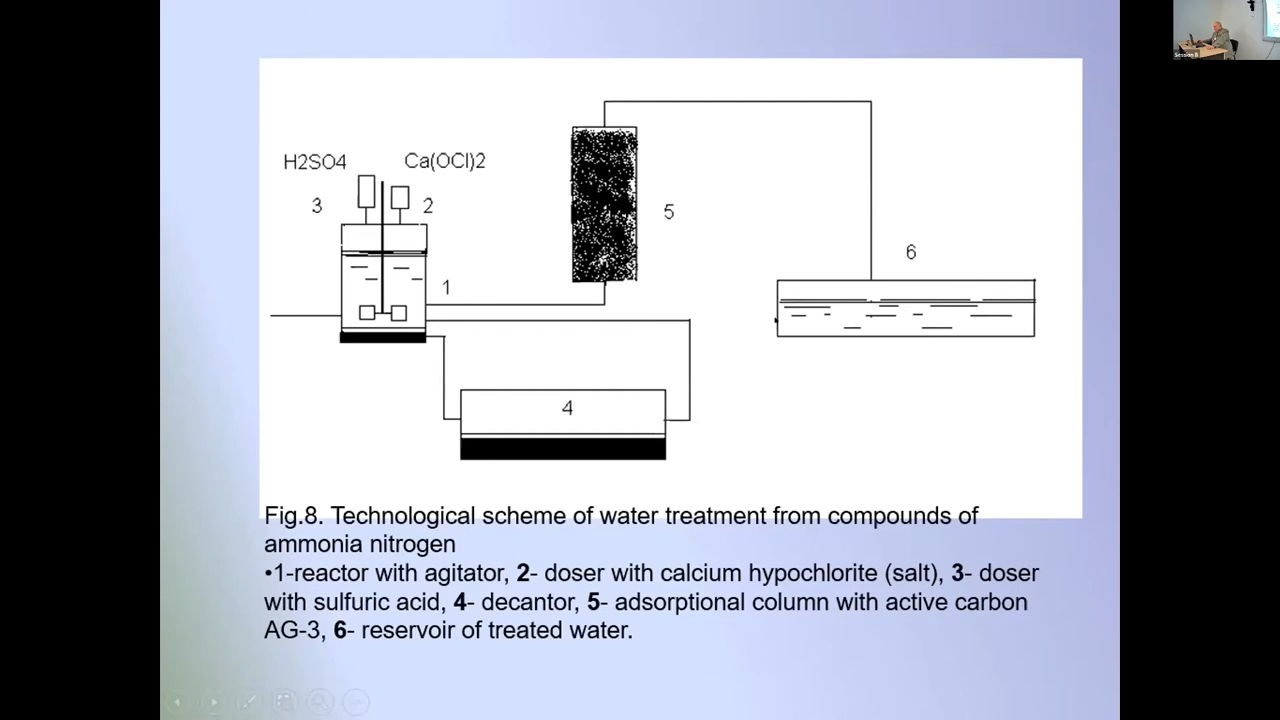 H2SO4
Ca(OCl)2
3
2
5
1
6
4
Fig.8. Technological scheme of water treatment from compounds of
ammonia nitrogen
•1-reactor with agitator, 2- doser with calcium hypochlorite (salt), 3- doser
with sulfuric acid, 4- decantor, 5- adsorptional column with active carbon
AG-3, 6- reservoir of treated water.
Session B